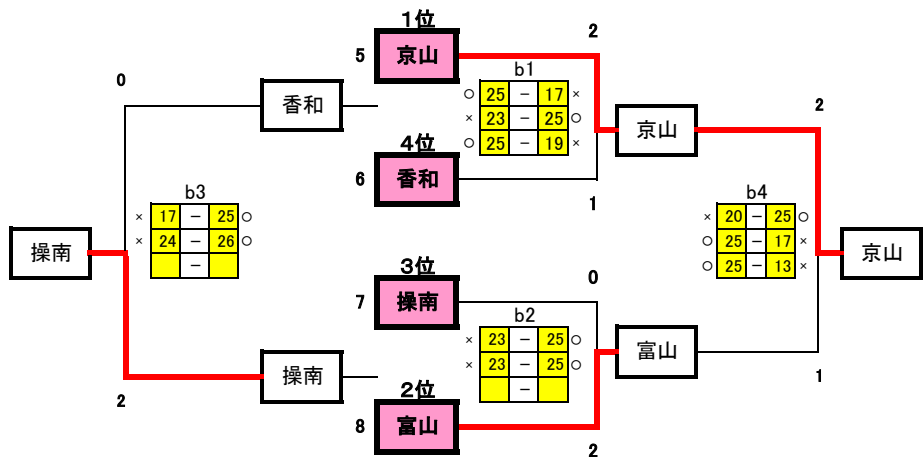 1位
5 京山 2
0
香和
b1
○ 25 － 17 ×
× 23 － 25 ○
○ 25 － 19 ×
京山
2
4位
6 香和
1
b3
× 17 － 25 ○
× 24 － 26 ○
－
操南
b4
× 20 － 25 ○
○ 25 － 17 ×
○ 25 － 13 ×
京山
3位
7 操南
0
b2
× 23 － 25 ○
× 23 － 25 ○
－
富山
操南
2
1
2位
8 富山
2